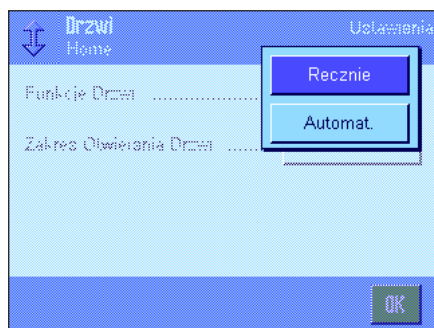 Drzwi
Ustawienia
Home
Recznie
Funkcje Drzwi ..................
Automat.
Zakres Otwierania Drzwi ......
OK